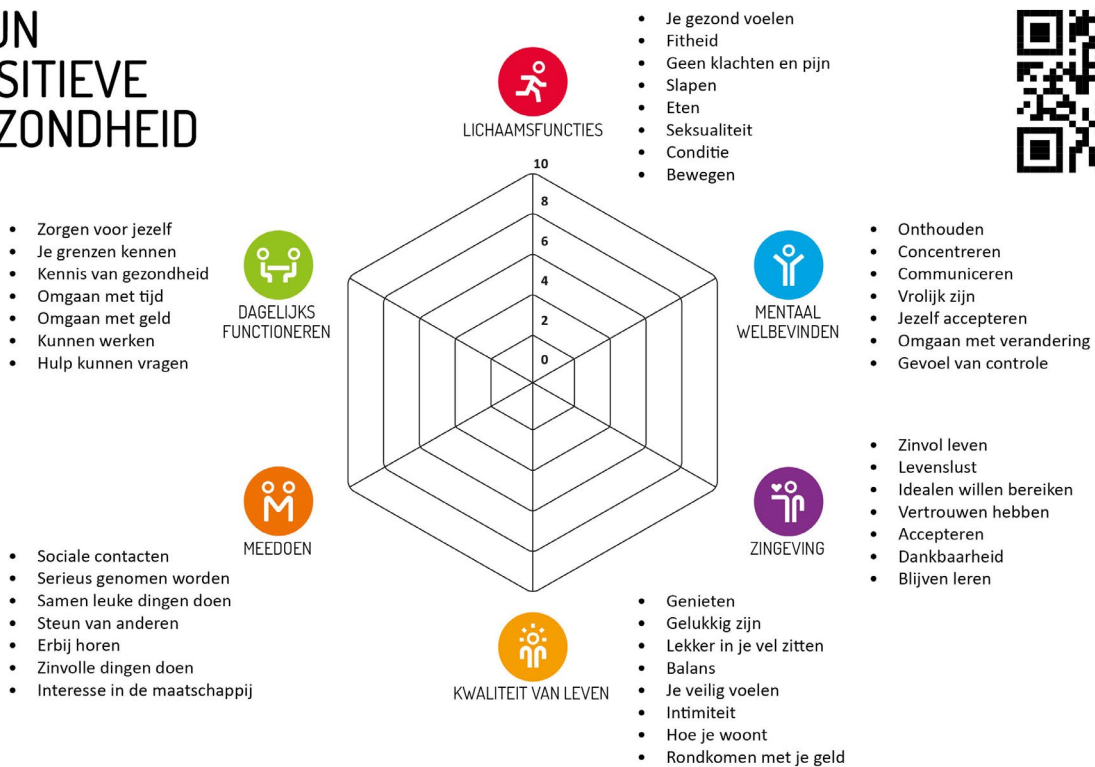 JN
SITIEVE
ZONDHEID
• Je gezond voelen
• Fitheid
• Geen klachten en pijn
• Slapen
• Eten
• Seksualiteit
• Conditie
• Bewegen
LICHAAMSFUNCTIES
10
8
6
4
2
0
• Onthouden
• Concentreren
• Communiceren
• Vrolijk zijn
• Jezelf accepteren
• Omgaan met verandering
• Gevoel van controle
MENTAAL
WELBEVINDEN
• Zinvol leven
• Levenslust
• Idealen willen bereiken
• Vertrouwen hebben
• Accepteren
• Dankbaarheid
• Blijven leren
ZINGEVING
• Genieten
• Gelukkig zijn
• Lekker in je vel zitten
• Balans
• Je veilig voelen
• Intimiteit
• Hoe je woont
• Rondkomen met je geld
KWALITEIT VAN LEVEN
MEEDOEN
• Sociale contacten
• Serieus genomen worden
• Samen leuke dingen doen
• Steun van anderen
• Erbij horen
• Zinvolle dingen doen
• Interesse in de maatschappij
• Zorgen voor jezelf
• Je grenzen kennen
• Kennis van gezondheid
• Omgaan met tijd
• Omgaan met geld
• Kunnen werken
• Hulp kunnen vragen
DAGELIJKS
FUNCTIONEREN